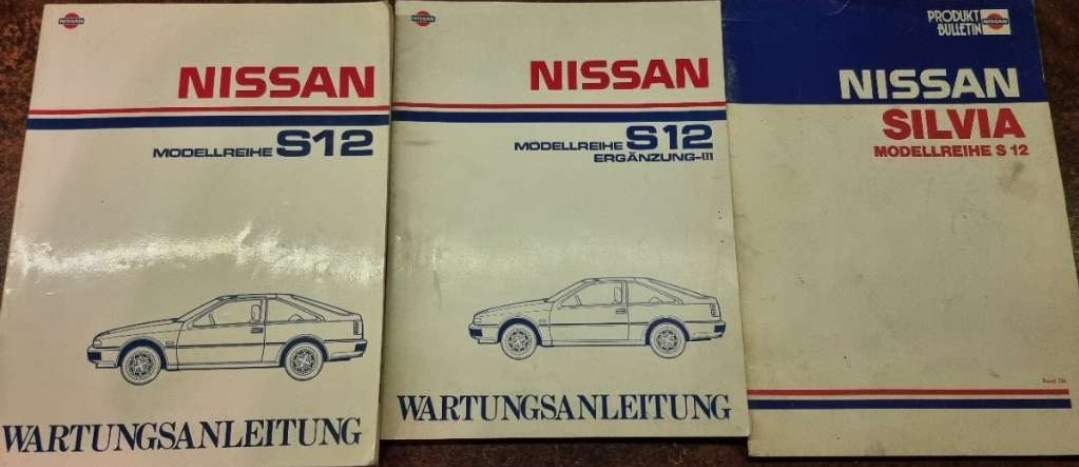 NISSAN
NISSAN
MODELLREIHE S12
WARTUNGSANLEITUNG
NISSAN
NISSAN
MODELLREIHE S12
ERGÄNZUNG-III
WARTUNGSANLEITUNG
PRODUKT
BULLETIN
NISSAN
NISSAN
SILVIA
MODELLREIHE S 12